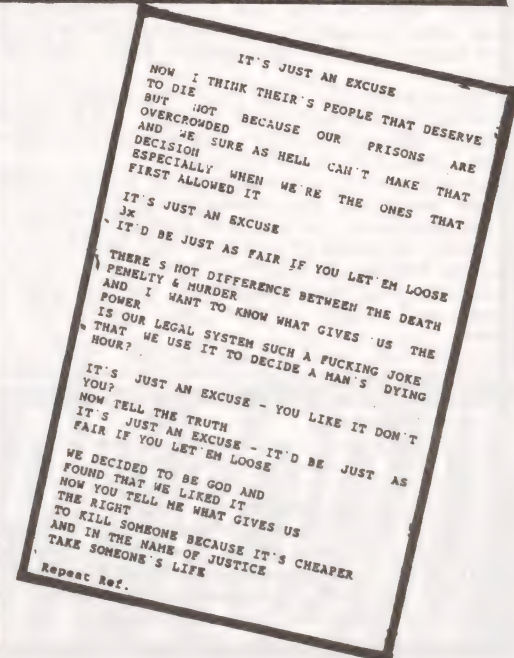 IT'S JUST AN EXCUSE
NOW I THINK THEIR'S PEOPLE THAT DESERVE
TO DIE
BUT NOT BECAUSE OUR PRISONS ARE
OVERCROWDED
AND WE SURE AS HELL CAN'T MAKE THAT
DECISION
ESPECIALLY WHEN WE'RE THE ONES THAT
FIRST ALLOWED IT
IT'S JUST AN EXCUSE
3x
IT'D BE JUST AS FAIR IF YOU LET'EM LOOSE
THERE S NOT DIFFERENCE BETWEEN THE DEATH
PENELTY & MURDER
AND I WANT TO KNOW WHAT GIVES US THE
POWER
IS OUR LEGAL SYSTEM SUCH A FUCKING JOKE
THAT WE USE IT TO DECIDE A MAN'S DYING
HOUR?
IT'S JUST AN EXCUSE - YOU LIKE IT DON'T
YOU?
NOW TELL THE TRUTH
IT'S JUST AN EXCUSE - IT'D BE JUST AS
FAIR IF YOU LET'EM LOOSE
WE DECIDED TO BE GOD AND
FOUND THAT WE LIKED IT
NOW YOU TELL ME WHAT GIVES US
THE RIGHT
TO KILL SOMEONE BECAUSE IT'S CHEAPER
AND IN THE NAME OF JUSTICE
TAKE SOMEONE'S LIFE
Repeat Ref.